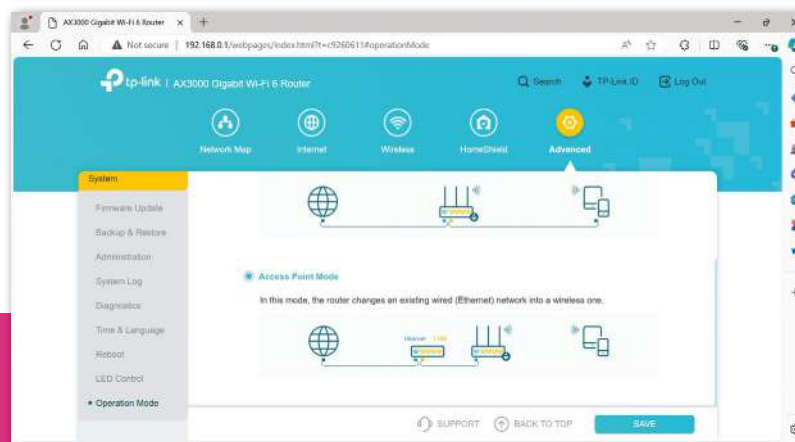 AX3000 Gigabit Wi-Fi 6 Router
Not secure | 192.168.0.1/webpages/index.html?t=c9260611#operationMode
tp-link | AX3000 Gigabit Wi-Fi 6 Router
Search TP-Link ID Log Out
Network Map Internet Wireless HomeShield Advanced
System
Firmware Update
Backup & Restore
Administration
System Log
Diagnostics
Time & Language
Reboot
LED Control
Operation Mode
Access Point Mode
In this mode, the router changes an existing wired (Ethernet) network into a wireless one.
Internet LAN
SUPPORT BACK TO TOP SAVE